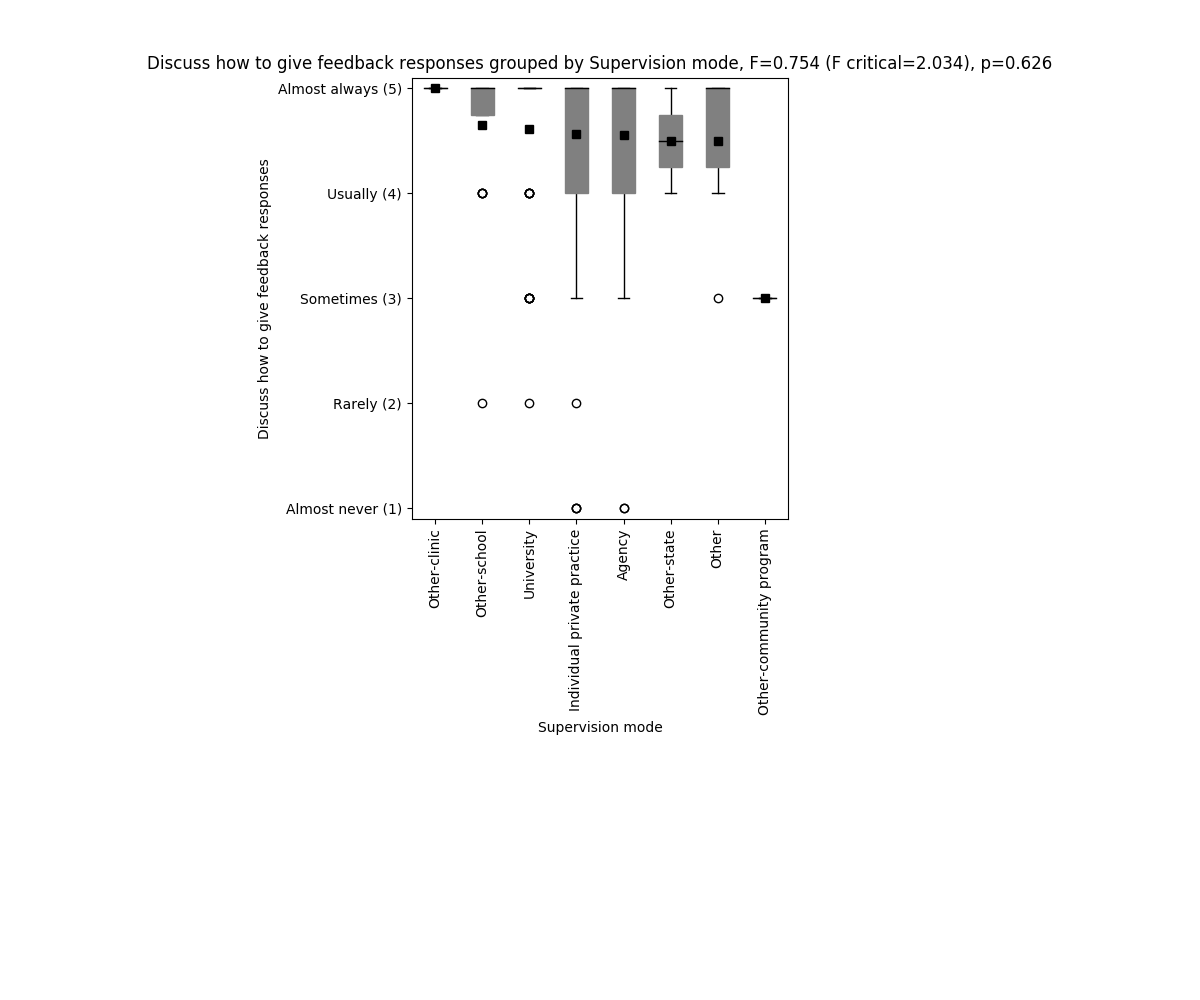 Discuss how to give feedback responses grouped by Supervision mode, F=0.754 (F critical=2.034), p=0.626
Discuss how to give feedback responses
Almost always (5)
Usually (4)
Sometimes (3)
Rarely (2)
Almost never (1)
Other-clinic
Other-school
University
Individual private practice
Agency
Other-state
Other
Other-community program
Supervision mode